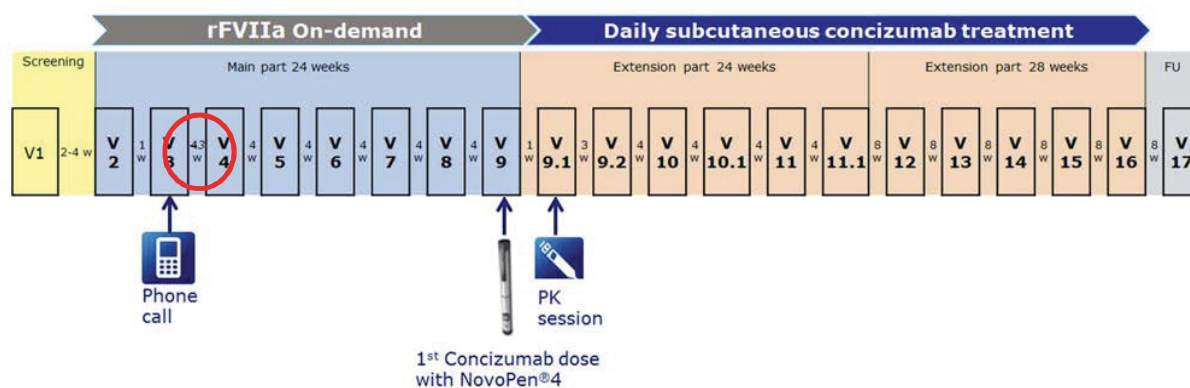 rFVIIa On-demand
Daily subcutaneous concizumab treatment
Screening
Main part 24 weeks
Extension part 24 weeks
Extension part 28 weeks
FU
V1
2-4 w
V 2
1 w
V 3
43 w
V 4
4 w
V 5
4 w
V 6
4 w
V 7
4 w
V 8
4 w
V 9
1 w
V 9.1
3 w
V 9.2
4 w
V 10
4 w
V 10.1
4 w
V 11
4 w
V 11.1
8 w
V 12
8 w
V 13
8 w
V 14
8 w
V 15
8 w
V 16
8 w
V 17
Phone
call
PK
session
1st Concizumab dose
with NovoPen®4